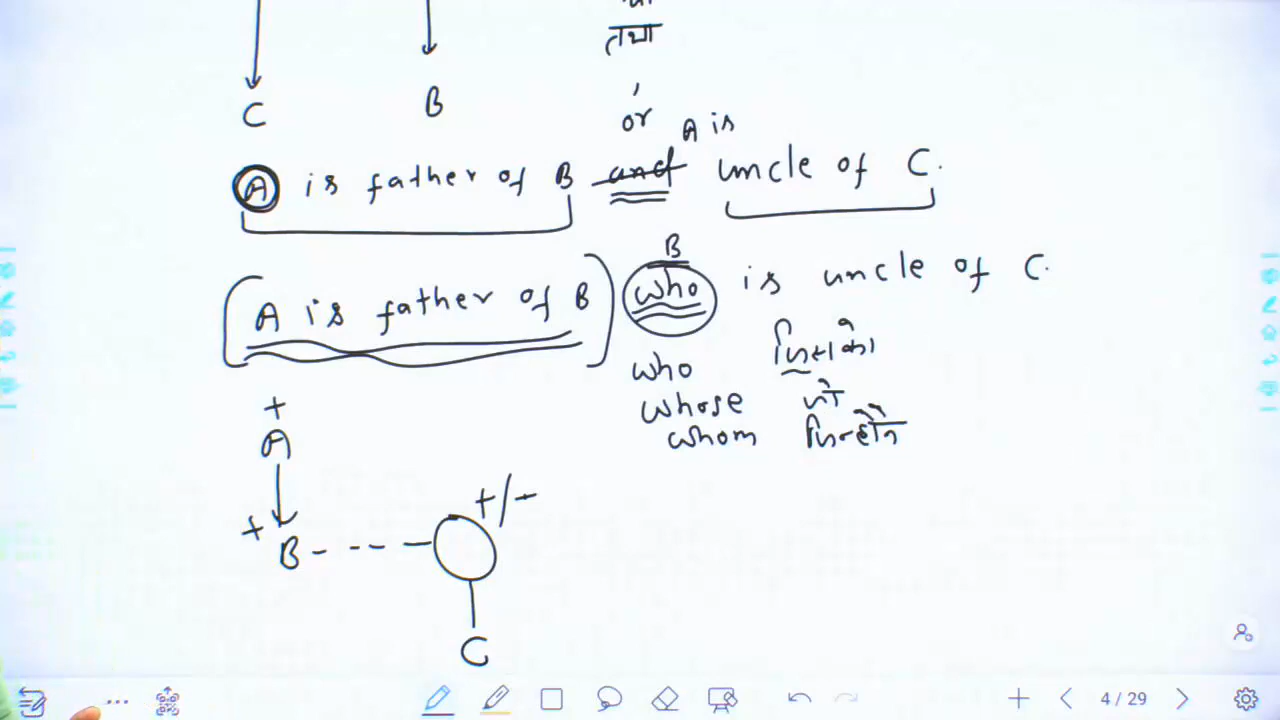 तथा
,
C B or
A is
A is father of B and uncle of C.
B
(A is father of B) who is uncle of C.
who जिसका
whose जो
whom जिन्होंने
+
A
+/-
+ B
C
4 / 29